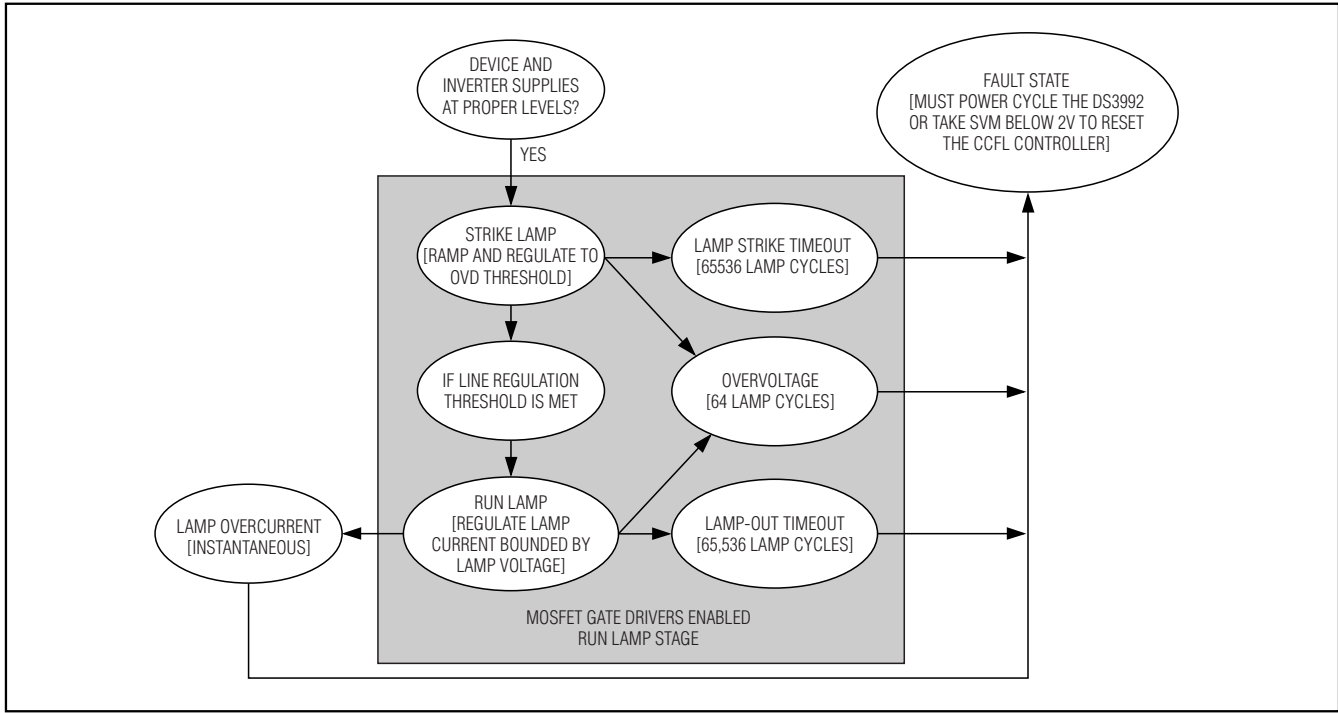 DEVICE AND
INVERTER SUPPLIES
AT PROPER LEVELS?
YES
FAULT STATE
[MUST POWER CYCLE THE DS3992
OR TAKE SVM BELOW 2V TO RESET
THE CCFL CONTROLLER]
STRIKE LAMP
[RAMP AND REGULATE TO
OVD THRESHOLD]
LAMP STRIKE TIMEOUT
[65536 LAMP CYCLES]
IF LINE REGULATION
THRESHOLD IS MET
OVERVOLTAGE
[64 LAMP CYCLES]
LAMP OVERCURRENT
[INSTANTANEOUS]
RUN LAMP
[REGULATE LAMP
CURRENT BOUNDED BY
LAMP VOLTAGE]
LAMP-OUT TIMEOUT
[65,536 LAMP CYCLES]
MOSFET GATE DRIVERS ENABLED
RUN LAMP STAGE